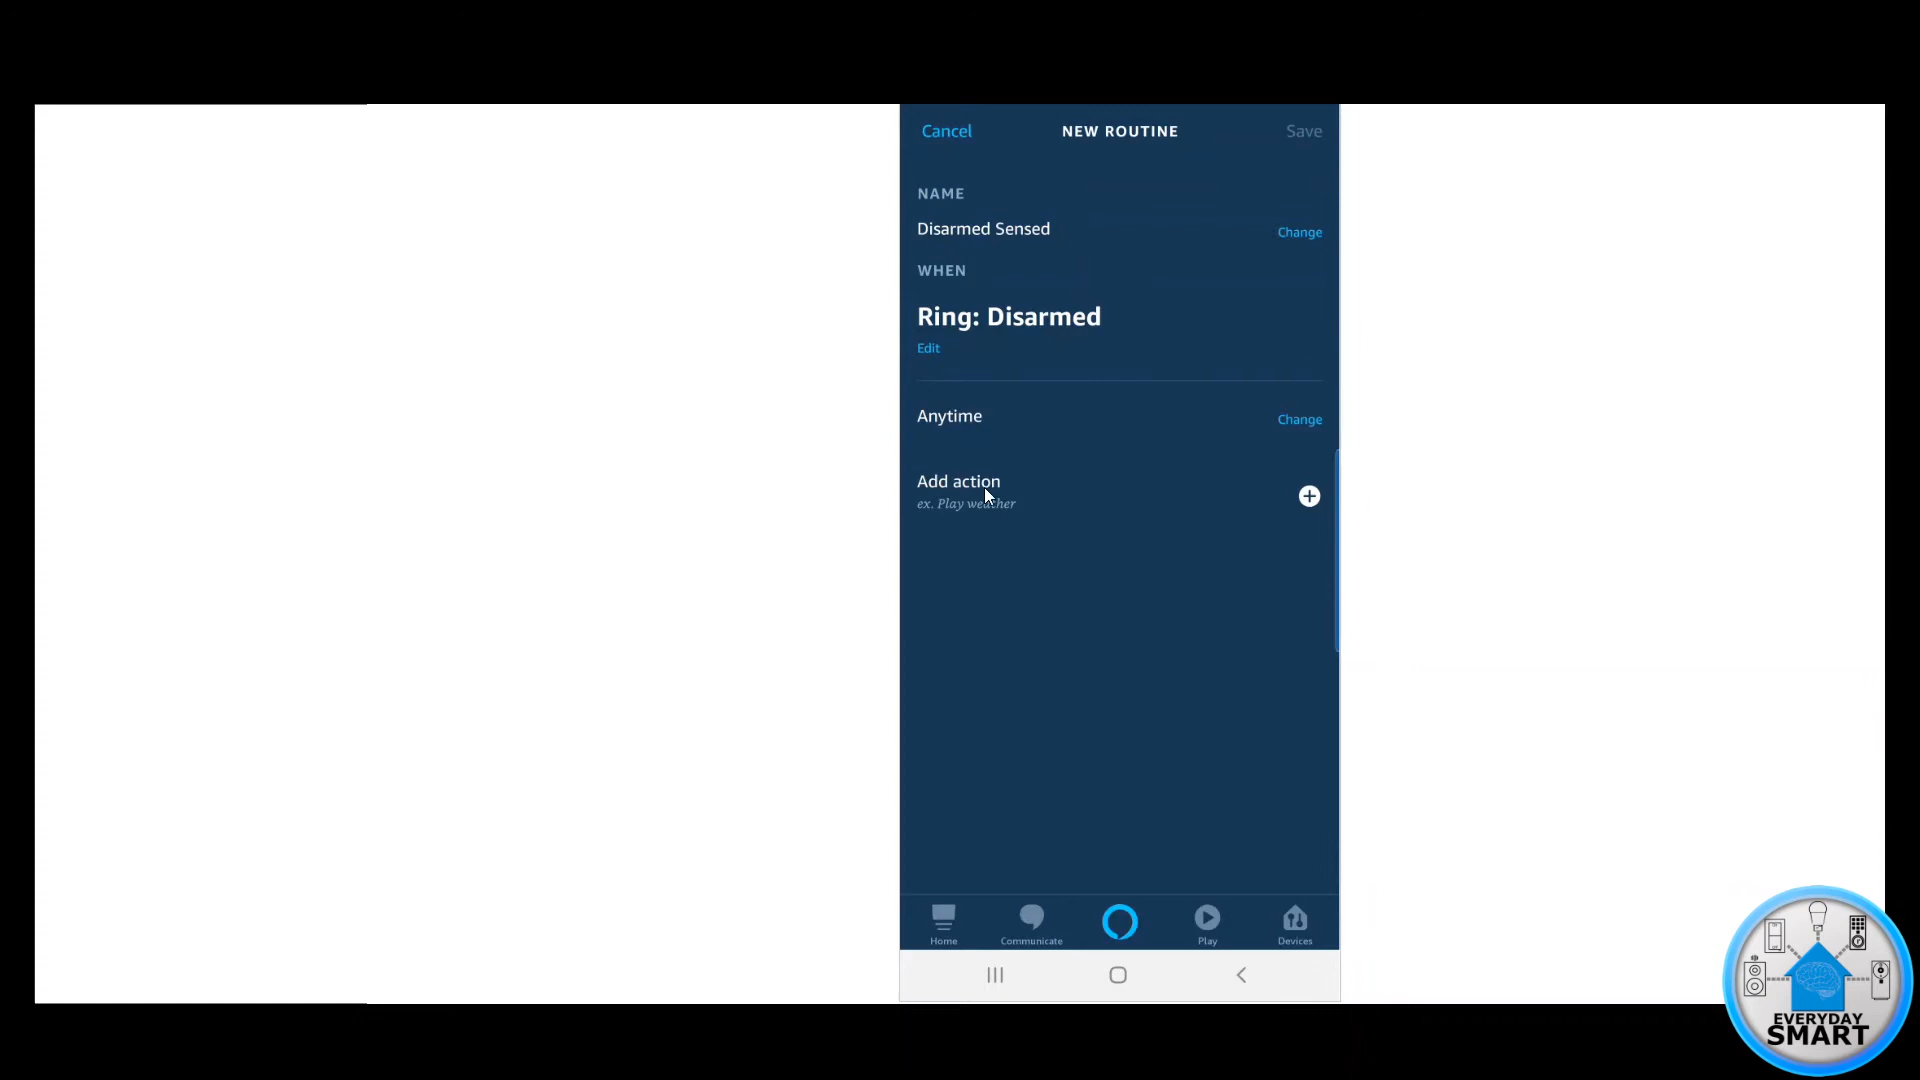 Cancel NEW ROUTINE Save
NAME
Disarmed Sensed Change
WHEN
Ring: Disarmed
Edit
Anytime Change
Add action
ex. Play weather
Home Communicate Play Devices
EVERYDAY
SMART